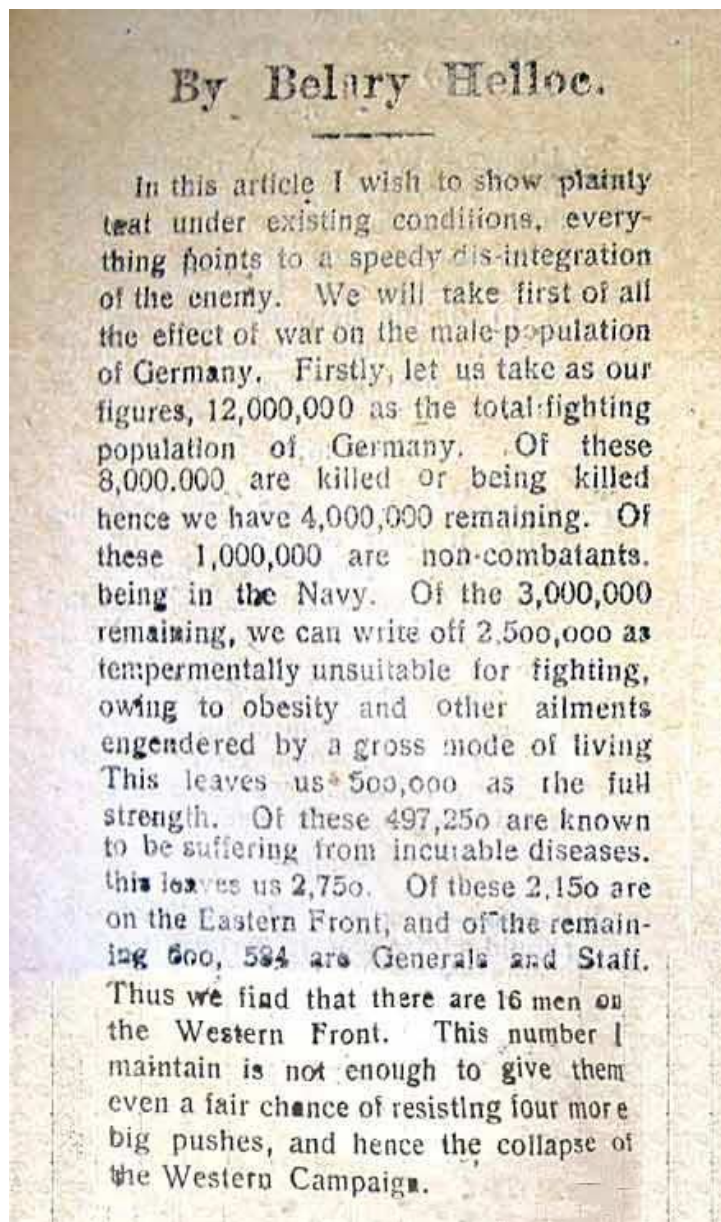 By Belary Helloc.
In this article I wish to show plainly
teat under existing conditions, every-
thing points to a speedy dis-integration
of the enemy. We will take first of all
the effect of war on the male population
of Germany. Firstly, let us take as our
figures, 12,000,000 as the total fighting
population of Germany. Of these
8,000.000 are killed or being killed
hence we have 4,000,000 remaining. Of
these 1,000,000 are non-combatants.
being in the Navy. Of the 3,000,000
remaining, we can write off 2,500,000 as
tempermentally unsuitable for fighting,
owing to obesity and other ailments
engendered by a gross mode of living
This leaves us 500,000 as the full
strength. Of these 497,250 are known
to be suffering from incurable diseases.
this leaves us 2,750. Of these 2,150 are
on the Eastern Front, and of the remain-
ing 600, 584 are Generals and Staff.
Thus we find that there are 16 men on
the Western Front. This number I
maintain is not enough to give them
even a fair chance of resisting four more
big pushes, and hence the collapse of
the Western Campaign.